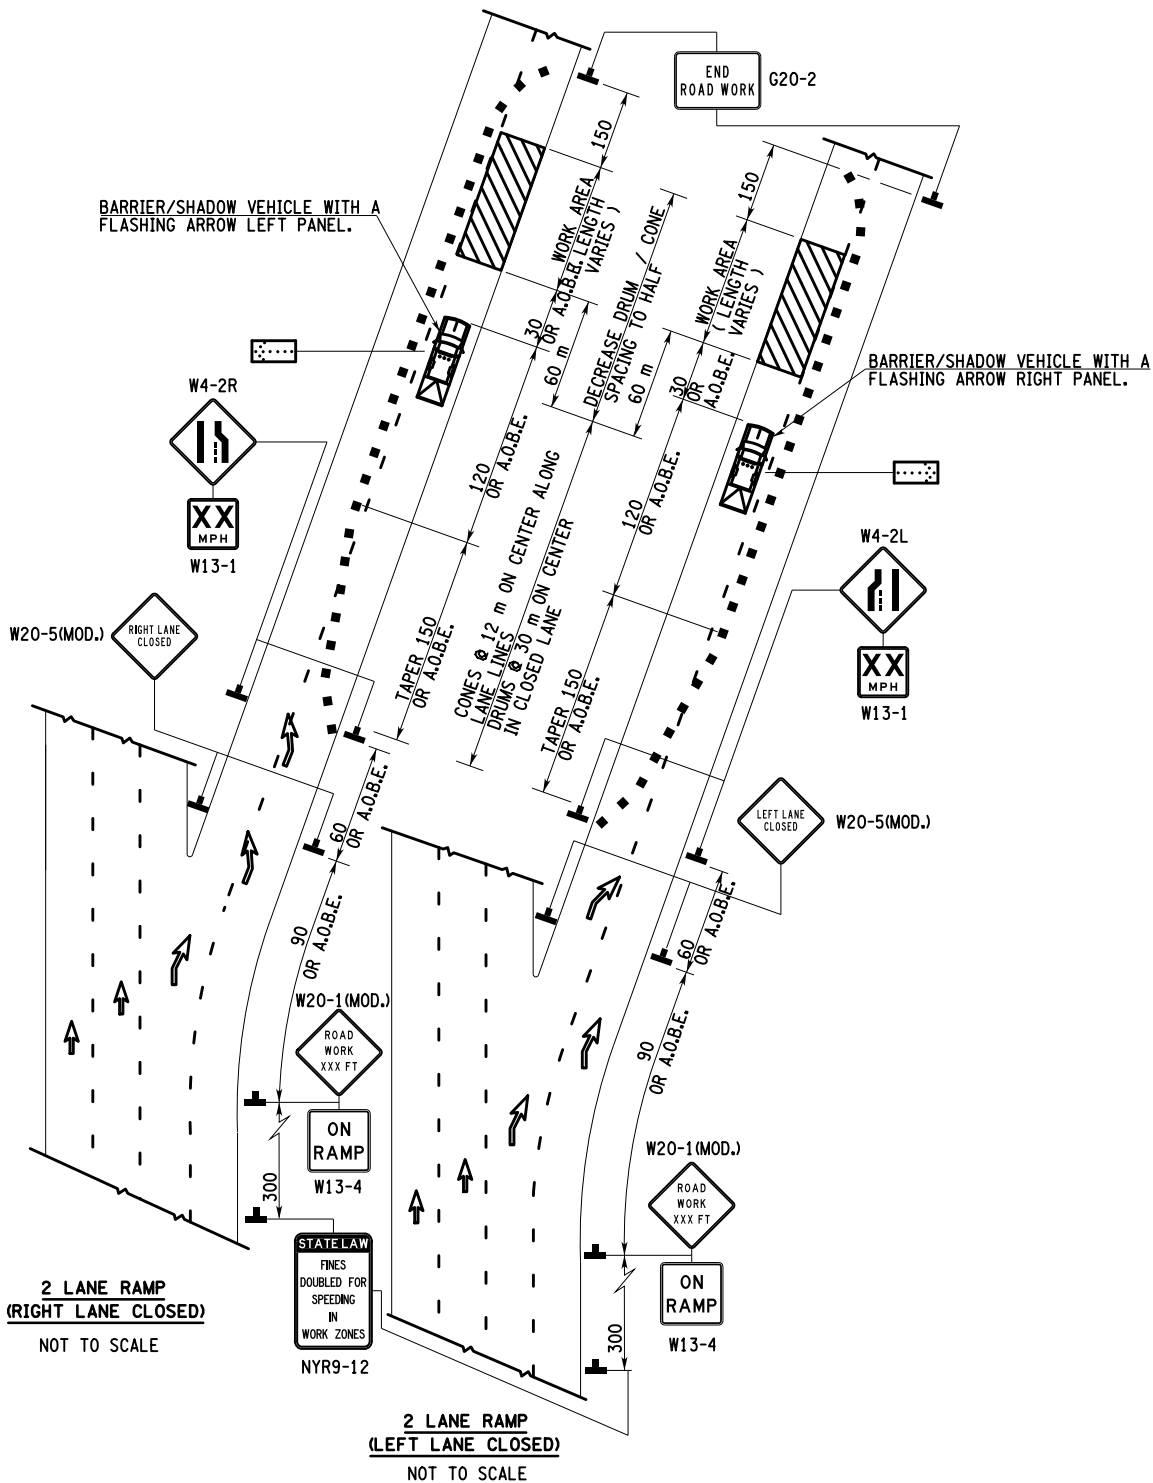 END
ROAD WORK
G20-2
150
150
BARRIER/SHADOW VEHICLE WITH A
FLASHING ARROW LEFT PANEL.
WORK AREA
( LENGTH
VARIES )
30
OR A.O.B.E.
60 m
DECREASE DRUM / CONE
SPACING TO HALF
WORK AREA
( LENGTH
VARIES )
60 m
30
OR
A.O.B.E.
BARRIER/SHADOW VEHICLE WITH A
FLASHING ARROW RIGHT PANEL.
W4-2R
XX
MPH
W13-1
120
OR A.O.B.E.
120
OR A.O.B.E.
W4-2L
XX
MPH
W13-1
W20-5(MOD.)
RIGHT LANE
CLOSED
TAPER 150
OR A.O.B.E.
CONES @ 12 m ON CENTER ALONG
LANE LINES
DRUMS @ 30 m ON CENTER
IN CLOSED LANE
TAPER 150
OR A.O.B.E.
60
OR A.O.B.E.
LEFT LANE
CLOSED
W20-5(MOD.)
90
OR A.O.B.E.
60
OR A.O.B.E.
W20-1(MOD.)
ROAD
WORK
XXX FT
ON
RAMP
W13-4
90
OR A.O.B.E.
300
W20-1(MOD.)
ROAD
WORK
XXX FT
ON
RAMP
W13-4
300
STATE LAW
FINES
DOUBLED FOR
SPEEDING
IN
WORK ZONES
NYR9-12
2 LANE RAMP
(RIGHT LANE CLOSED)
NOT TO SCALE
2 LANE RAMP
(LEFT LANE CLOSED)
NOT TO SCALE